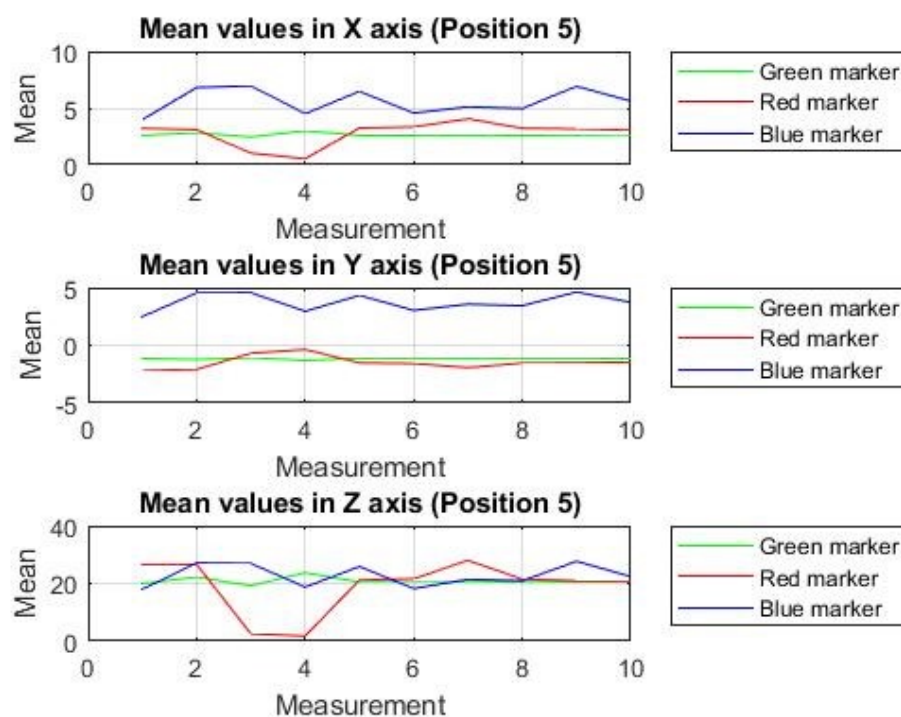 Mean values in X axis (Position 5)
10
5
0
Mean
0 2 4 6 8 10
Measurement
Green marker
Red marker
Blue marker
Mean values in Y axis (Position 5)
5
0
-5
Mean
0 2 4 6 8 10
Measurement
Green marker
Red marker
Blue marker
Mean values in Z axis (Position 5)
40
20
0
Mean
0 2 4 6 8 10
Measurement
Green marker
Red marker
Blue marker